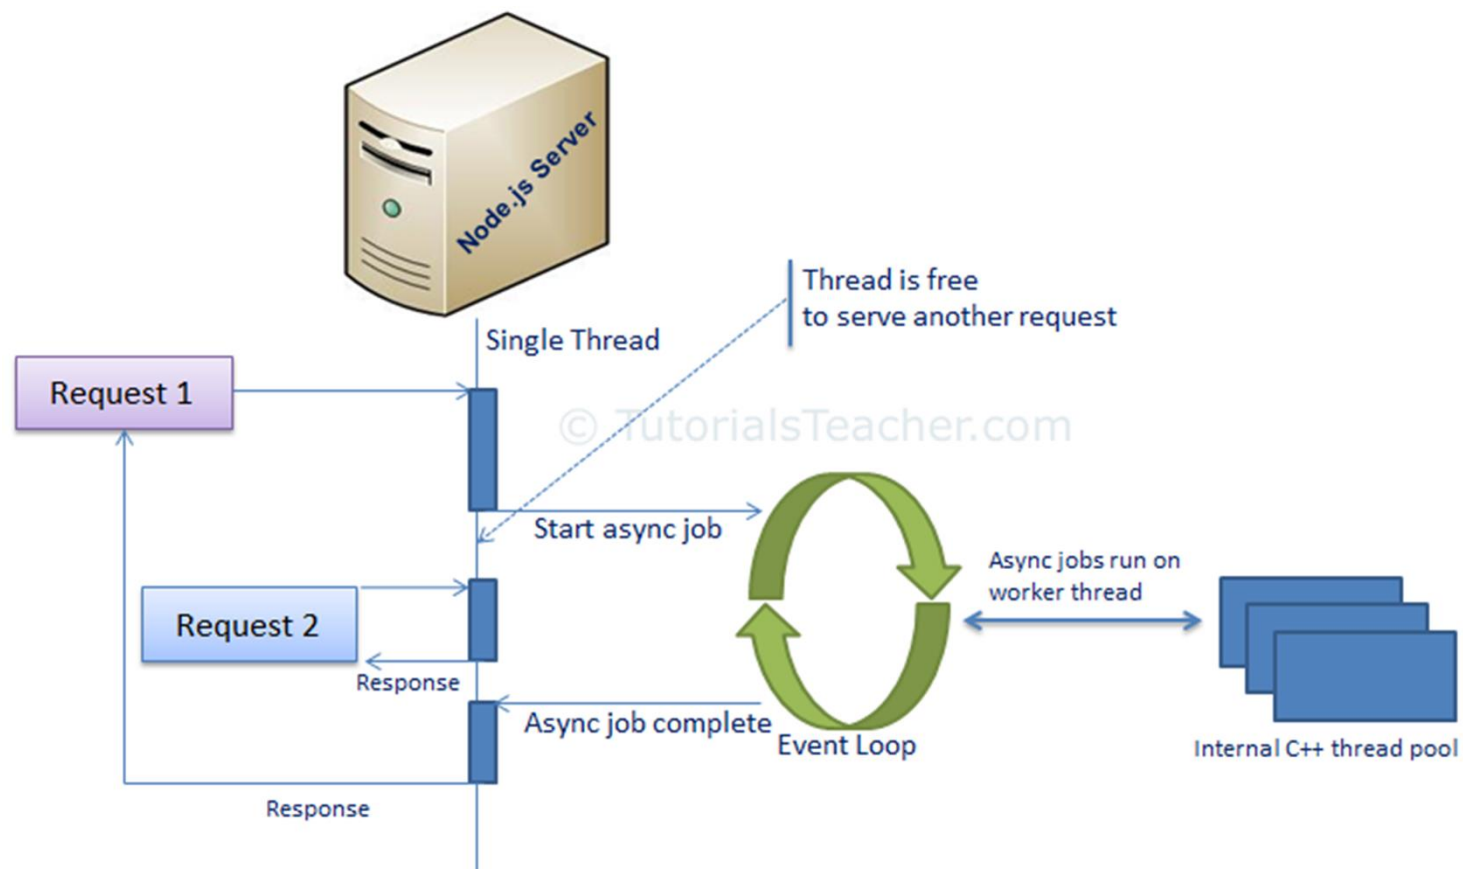 Node.js Server
Thread is free
to serve another request
Single Thread
Request 1
© TutorialsTeacher.com
Start async job
Async jobs run on
worker thread
Request 2
Response
Async job complete
Event Loop
Internal C++ thread pool
Response